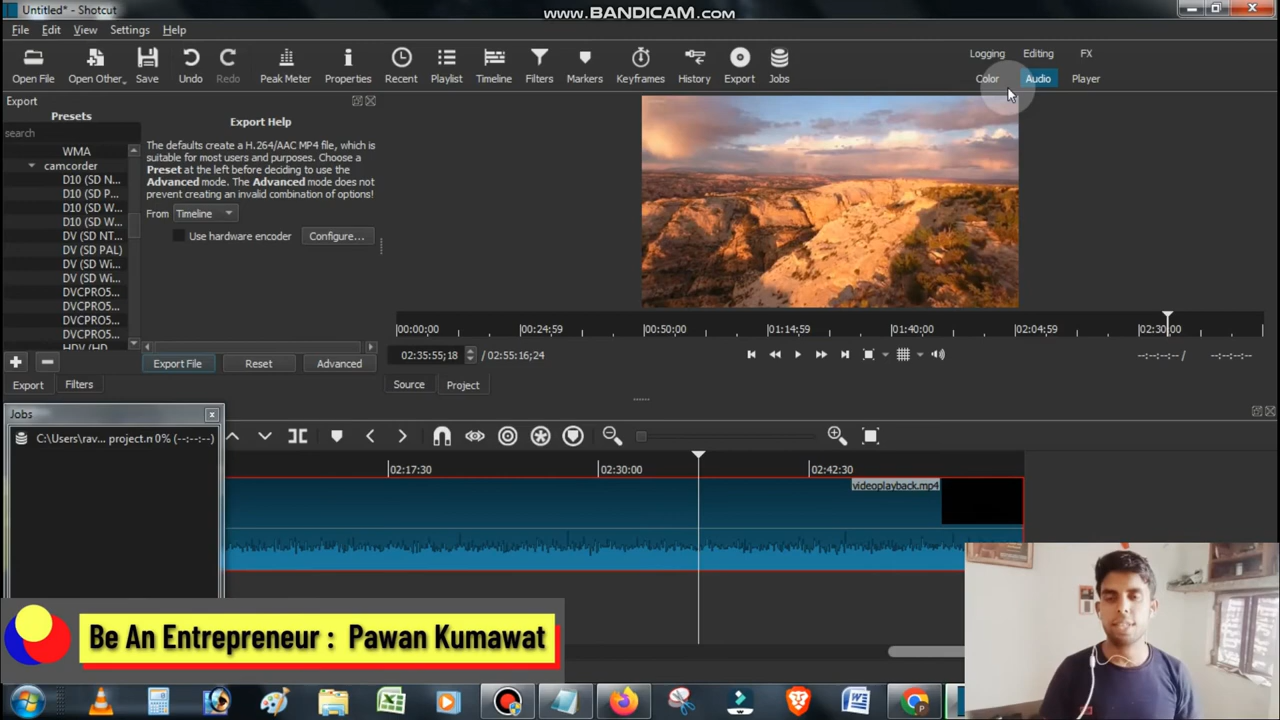 Untitled* - Shotcut
www.BANDICAM.com
File Edit View Settings Help
Open File Open Other Save Undo Redo Peak Meter Properties Recent Playlist Timeline Filters Markers Keyframes History Export Jobs
Logging Editing FX
Color Audio Player
Export
Presets
search
WMA
camcorder
D10 (SD N...
D10 (SD P...
D10 (SD W...
D10 (SD W...
DV (SD NT...
DV (SD PAL)
DV (SD Wi...
DV (SD Wi...
DVCPRO5...
DVCPRO5...
DVCPRO5...
DVCPRO5...
HDV (HD
Export Help
The defaults create a H.264/AAC MP4 file, which is
suitable for most users and purposes. Choose a
Preset at the left before deciding to use the
Advanced mode. The Advanced mode does not
prevent creating an invalid combination of options!
From Timeline
Use hardware encoder Configure...
Export File Reset Advanced
Export Filters
00:00:00 00:24:59 00:50:00 01:14:59 01:40:00 02:04:59 02:30:00
02:35:55;18 / 02:55:16;24
--:--:--;-- / --:--:--;--
Source Project
Jobs
C:\Users\rav... project.n 0% (--:--:--)
02:17:30 02:30:00 02:42:30
videoplayback.mp4
Be An Entrepreneur : Pawan Kumawat